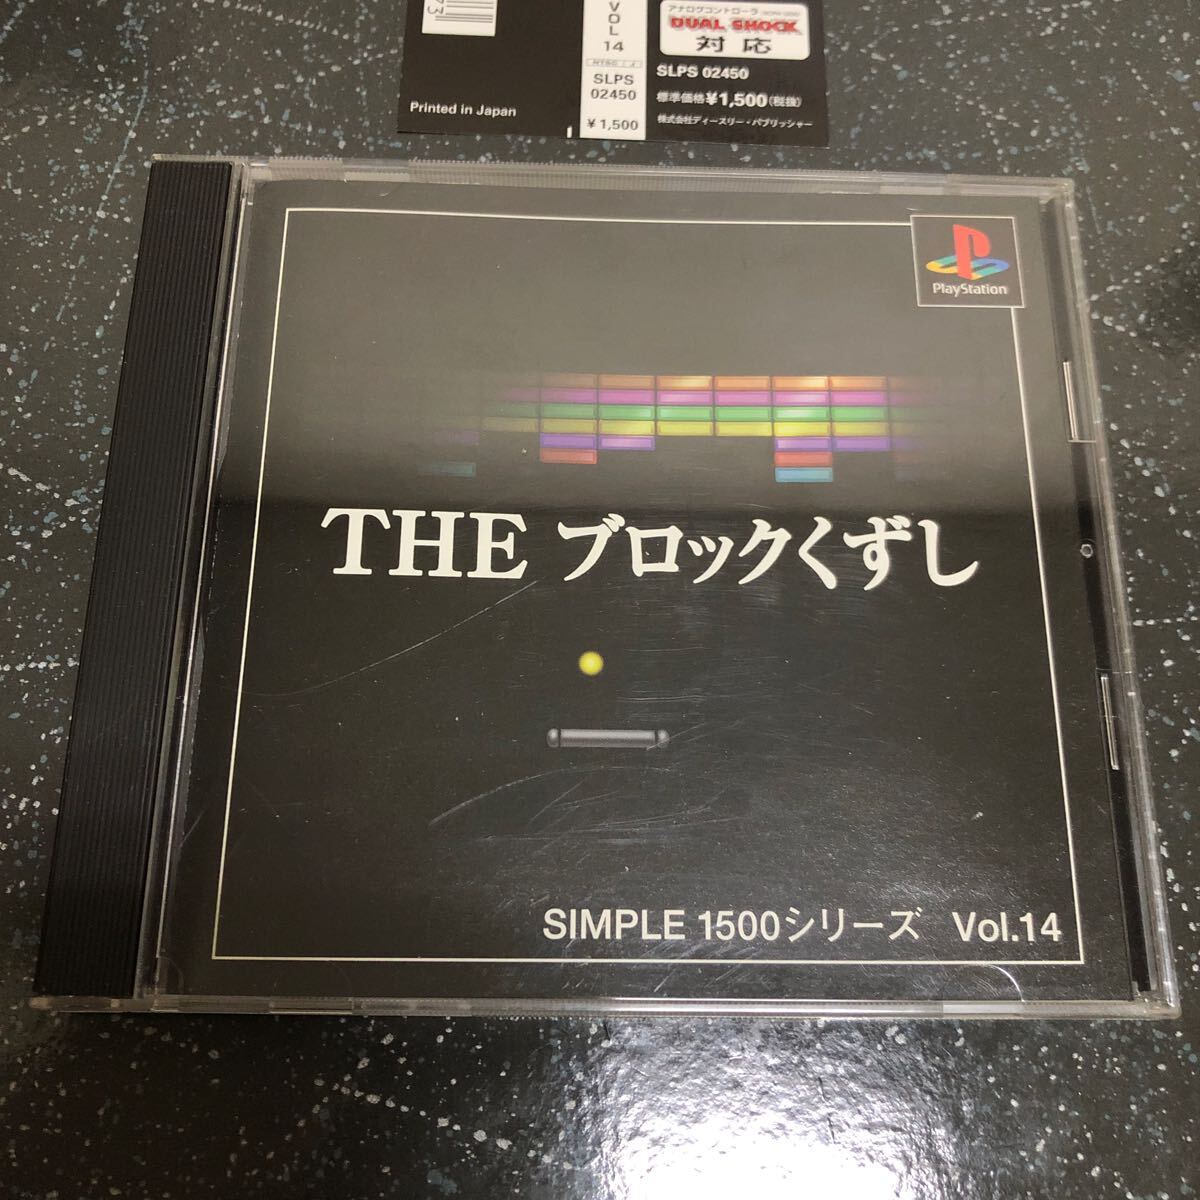 73
Printed in Japan
VOL
14
NTSC J
SLPS
02450
¥1,500
アナログコントローラ
DUAL SHOCK
対応
SLPS 02450
標準価格¥1,500(税抜)
株式会社ディースリー・パブリッシャー
PlayStation
THE ブロックくずし
SIMPLE 1500シリーズ Vol.14